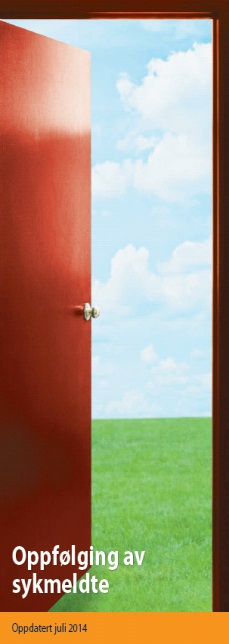 Oppfølging av
sykmeldte
Oppdatert juli 2014